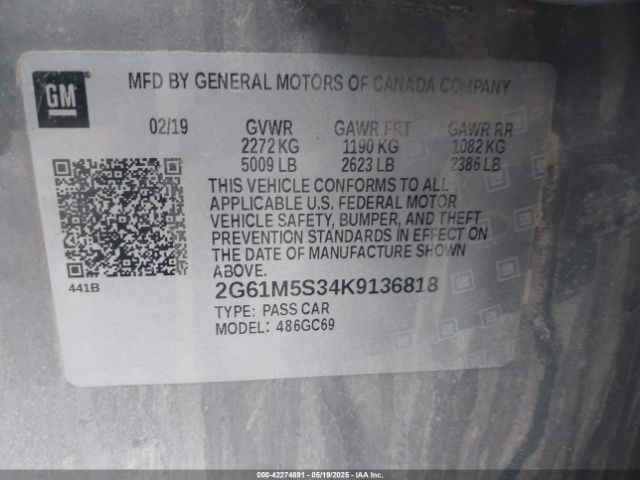 GM
MFD BY GENERAL MOTORS OF CANADA COMPANY
02/19 GVWR GAWR FRT GAWR RR
2272 KG 1190 KG 1082 KG
5009 LB 2623 LB 2386 LB
THIS VEHICLE CONFORMS TO ALL
APPLICABLE U.S. FEDERAL MOTOR
VEHICLE SAFETY, BUMPER, AND THEFT
PREVENTION STANDARDS IN EFFECT ON
THE DATE OF MANUFACTURE SHOWN
ABOVE.
441B
2G61M5S34K9136818
TYPE: PASS CAR
MODEL: 486GC69
000-42274891 - 05/19/2025 - IAA Inc.